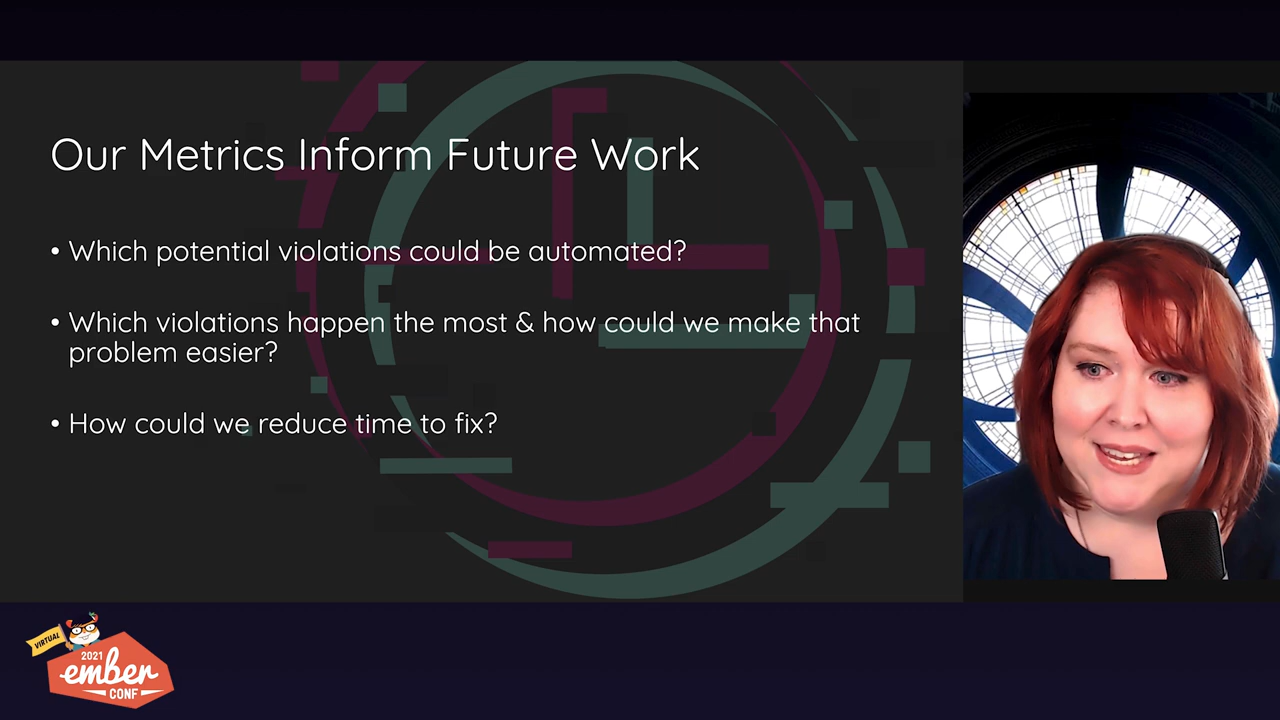 Our Metrics Inform Future Work
• Which potential violations could be automated?
• Which violations happen the most & how could we make that
problem easier?
• How could we reduce time to fix?
VIRTUAL
2021
ember
CONF